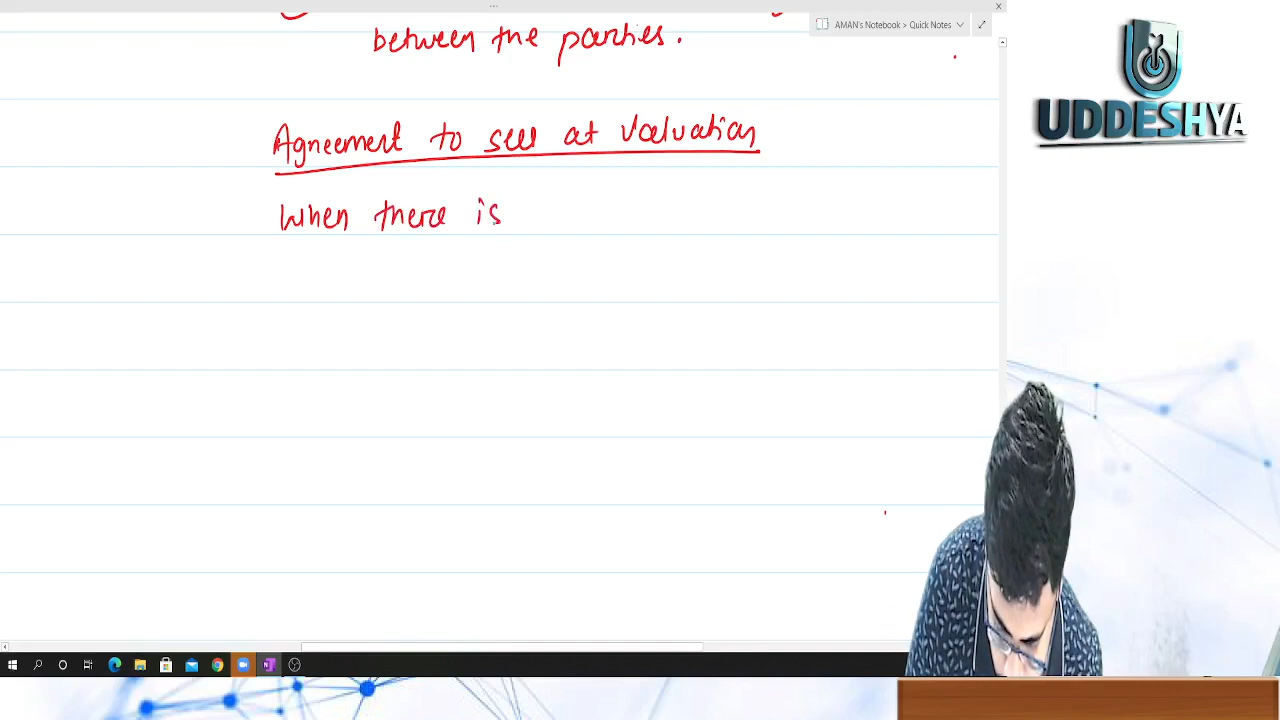 AMAN's Notebook > Quick Notes
between the parties.
UDDESHYA
Agreement to sell at Valuation
When there is